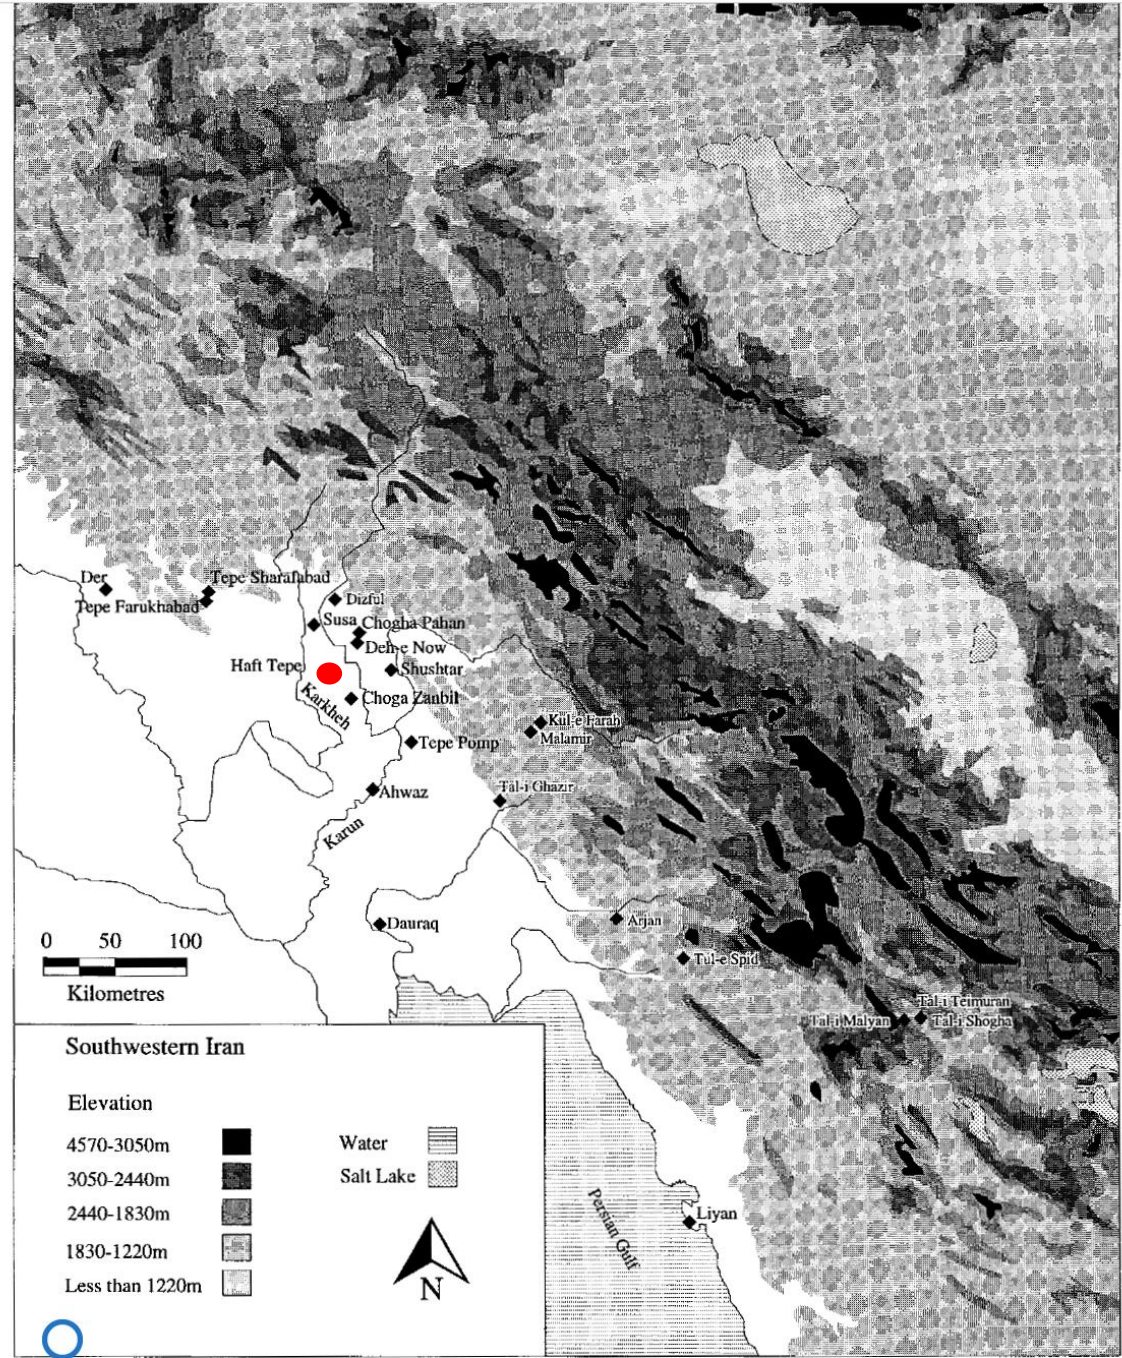 Der
Tepe Sharafabad
Tepe Farukhabad
Dizful
Susa
Chogha Pahan
Deh-e Now
Haft Tepe
Shushtar
Karkheh
Choga Zanbil
Kul-e Farah
Malamir
Tepe Pomp
Tal-i Ghazir
Ahwaz
Karun
Arjan
Dauraq
Tul-e Spid
0 50 100
Kilometres
Tal-i Teimuran
Tal-i Malyan
Tal-i Shogha
Southwestern Iran
Elevation
4570-3050m
3050-2440m
2440-1830m
1830-1220m
Less than 1220m
Water
Salt Lake
N
Persian Gulf
Liyan